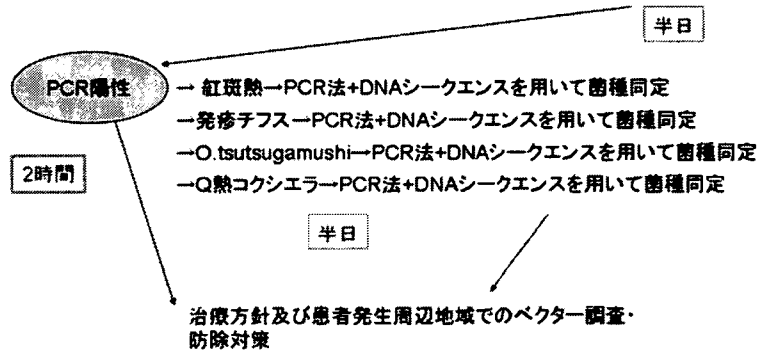 半日
PCR陽性
→ 紅斑熱→PCR法+DNAシークエンスを用いて菌種同定
→発疹チフス→PCR法+DNAシークエンスを用いて菌種同定
→O.tsutsugamushi→PCR法+DNAシークエンスを用いて菌種同定
→Q熱コクシエラ→PCR法+DNAシークエンスを用いて菌種同定
2時間
半日
治療方針及び患者発生周辺地域でのベクター調査・
防除対策